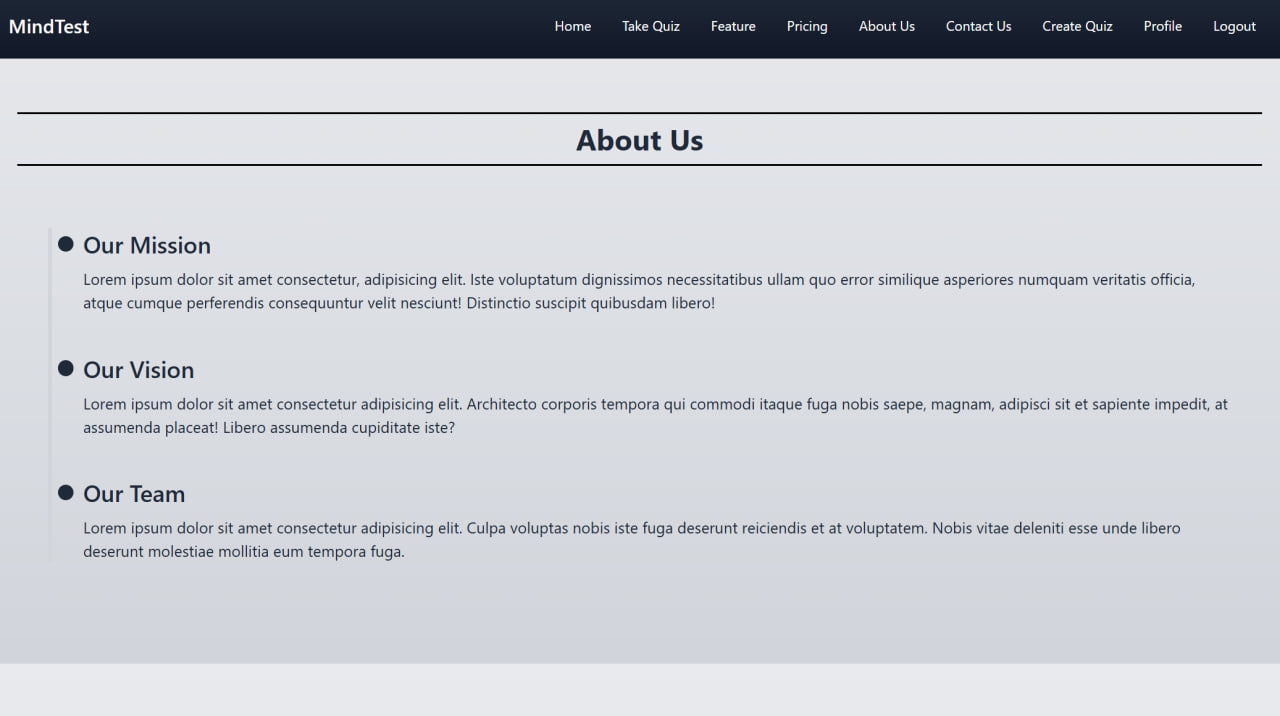 MindTest
Home Take Quiz Feature Pricing About Us Contact Us Create Quiz Profile Logout
About Us
Our Mission
Lorem ipsum dolor sit amet consectetur, adipisicing elit. Iste voluptatum dignissimos necessitatibus ullam quo error similique asperiores numquam veritatis officia,
atque cumque perferendis consequuntur velit nesciunt! Distinctio suscipit quibusdam libero!
Our Vision
Lorem ipsum dolor sit amet consectetur adipisicing elit. Architecto corporis tempora qui commodi itaque fuga nobis saepe, magnam, adipisci sit et sapiente impedit, at
assumenda placeat! Libero assumenda cupiditate iste?
Our Team
Lorem ipsum dolor sit amet consectetur adipisicing elit. Culpa voluptas nobis iste fuga deserunt reiciendis et at voluptatem. Nobis vitae deleniti esse unde libero
deserunt molestiae mollitia eum tempora fuga.